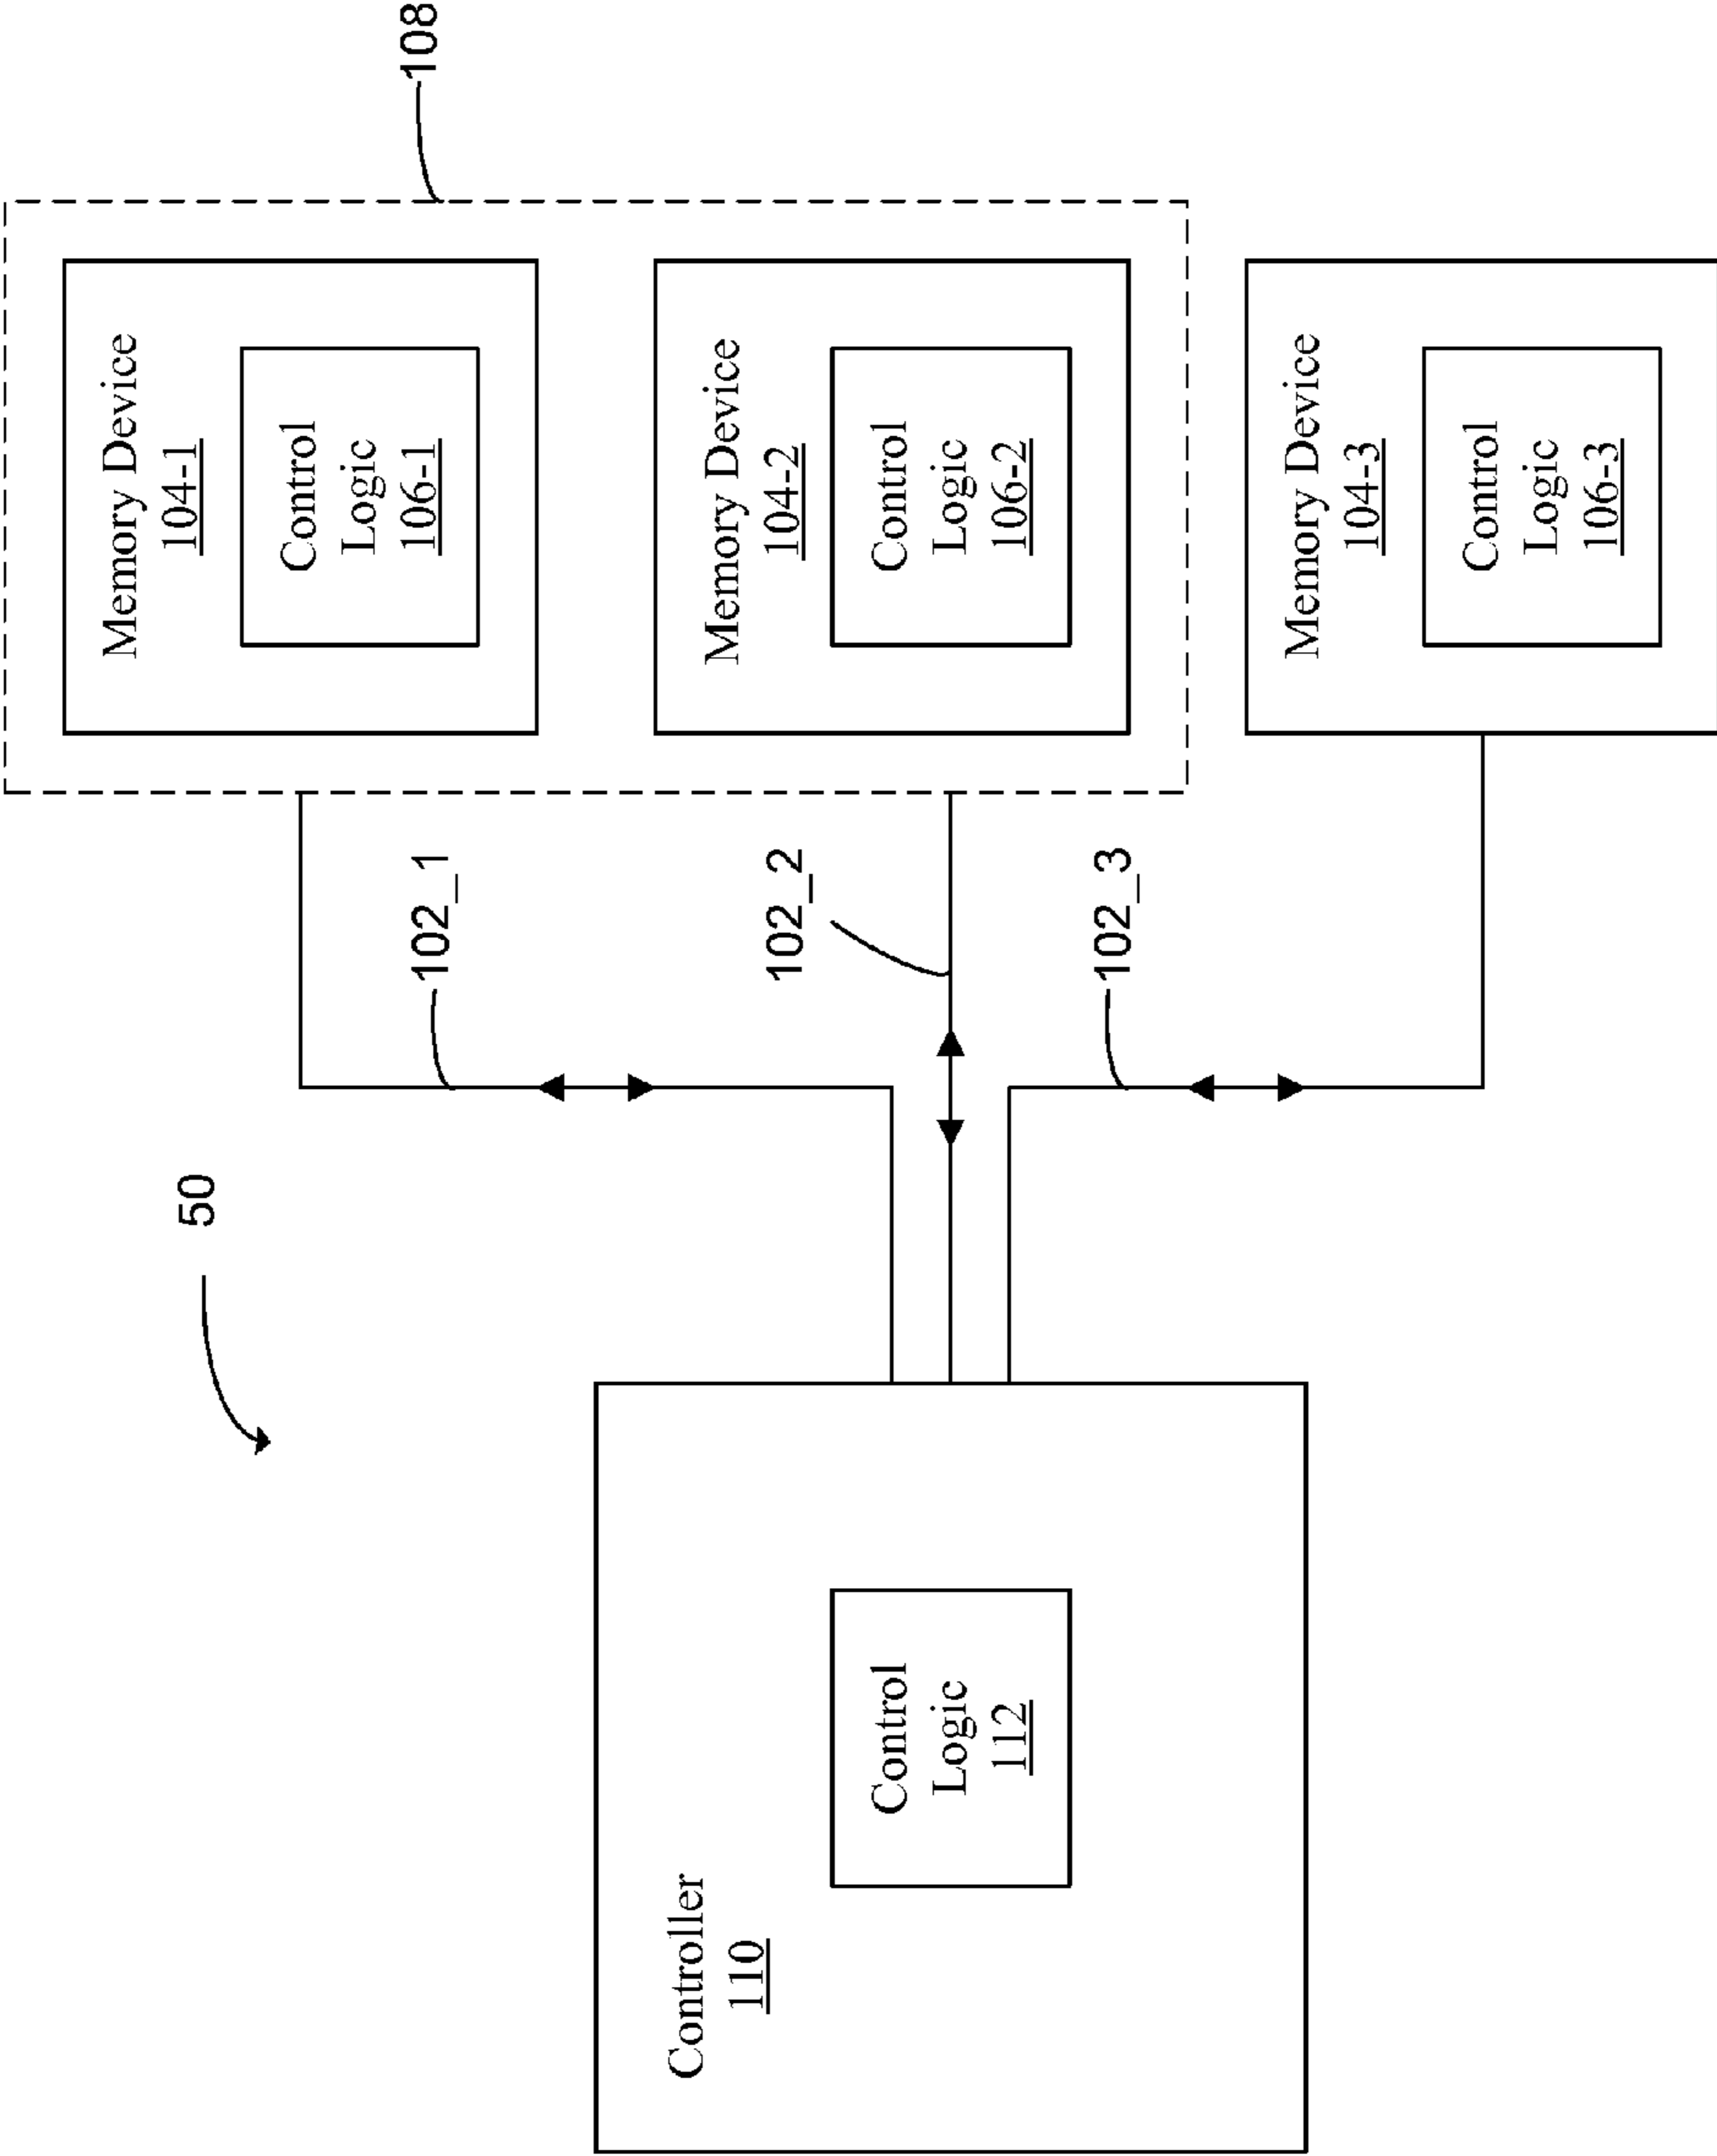 50
Controller
110
Control
Logic
112
102_1
102_2
102_3
108
Memory Device
104-1
Control
Logic
106-1
Memory Device
104-2
Control
Logic
106-2
Memory Device
104-3
Control
Logic
106-3